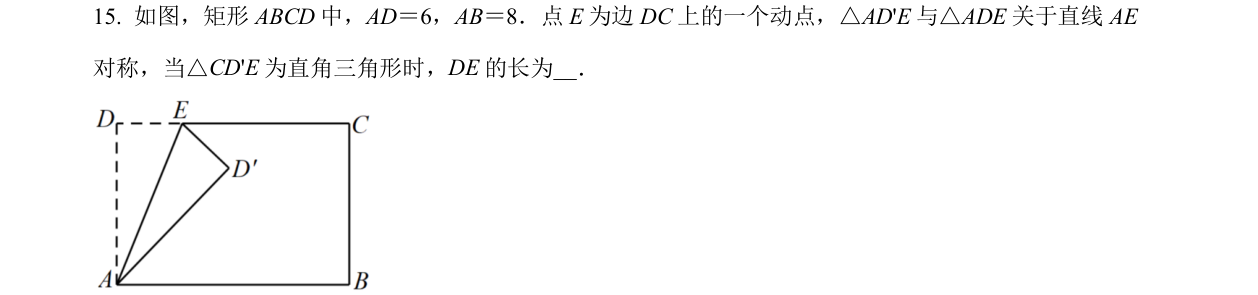 15. 如图，矩形 ABCD 中，AD＝6，AB＝8．点 E 为边 DC 上的一个动点，△AD'E 与△ADE 关于直线 AE
对称，当△CD'E 为直角三角形时，DE 的长为__．
D E C
D'
A B